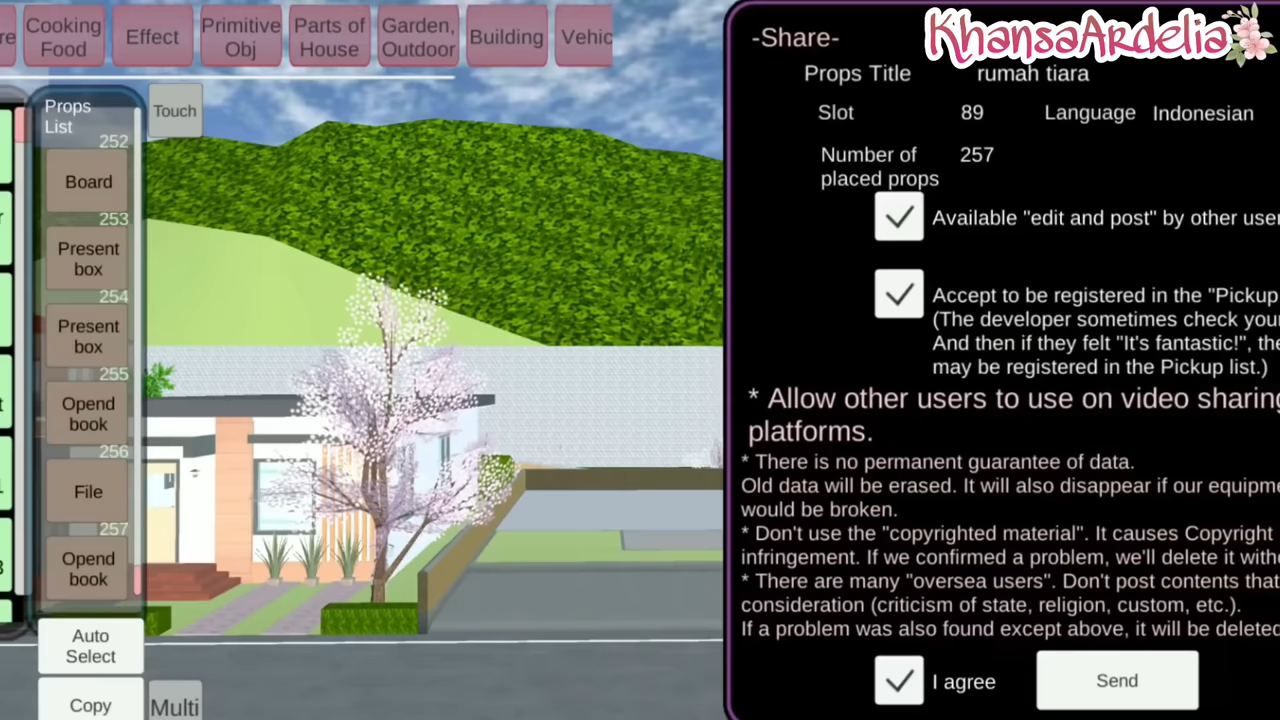 re
Cooking
Food
Effect
Primitive
Obj
Parts of
House
Garden,
Outdoor
Building
Vehic
Props
List
Touch
252
Board
253
Present
box
254
Present
box
255
Opend
book
256
File
257
Opend
book
Auto
Select
Copy
Multi
KhansaArdelia
-Share-
Props Title rumah tiara
Slot 89 Language Indonesian
Number of 257
placed props
Available "edit and post" by other user
Accept to be registered in the "Pickup
(The developer sometimes check your
And then if they felt "It's fantastic!", the
may be registered in the Pickup list.)
* Allow other users to use on video sharing
platforms.
* There is no permanent guarantee of data.
Old data will be erased. It will also disappear if our equipme
would be broken.
* Don't use the "copyrighted material". It causes Copyright
infringement. If we confirmed a problem, we'll delete it witho
* There are many "oversea users". Don't post contents that
consideration (criticism of state, religion, custom, etc.).
If a problem was also found except above, it will be deleted
I agree
Send